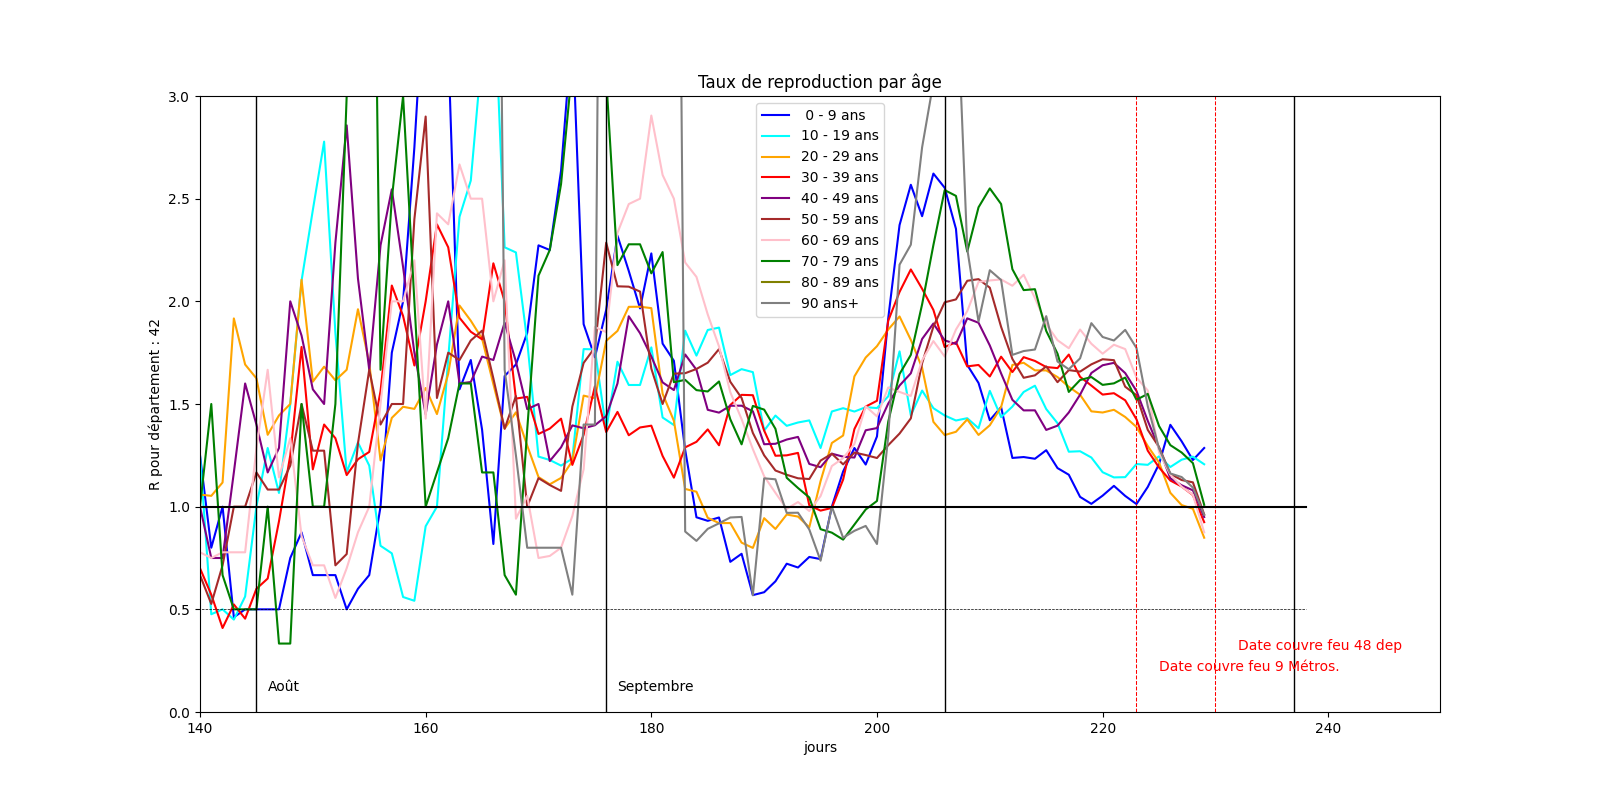 Taux de reproduction par âge
R pour département : 42
3.0
2.5
2.0
1.5
1.0
0.5
0.0
0 - 9 ans
10 - 19 ans
20 - 29 ans
30 - 39 ans
40 - 49 ans
50 - 59 ans
60 - 69 ans
70 - 79 ans
80 - 89 ans
90 ans+
Date couvre feu 48 dep
Date couvre feu 9 Métros.
Août
Septembre
140
160
180
200
220
240
jours